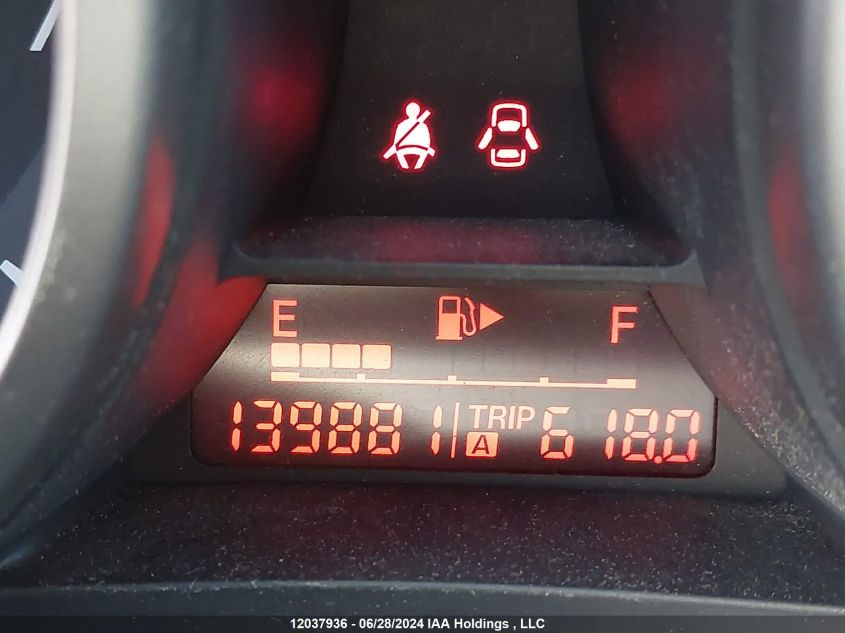 E F
139881 TRIP A 618.0
12037936 - 06/28/2024 IAA Holdings , LLC